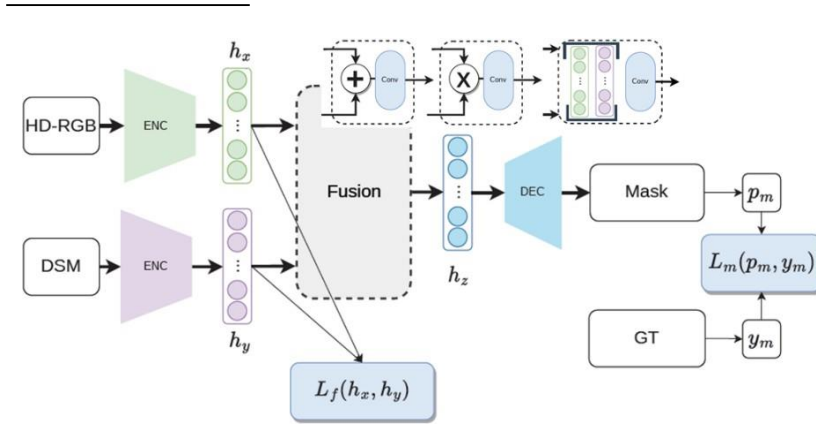 h_x
+
Conv
X
Conv
Conv
HD-RGB
ENC
Fusion
DEC
Mask
p_m
DSM
ENC
h_z
L_m(p_m, y_m)
h_y
GT
y_m
L_f(h_x, h_y)